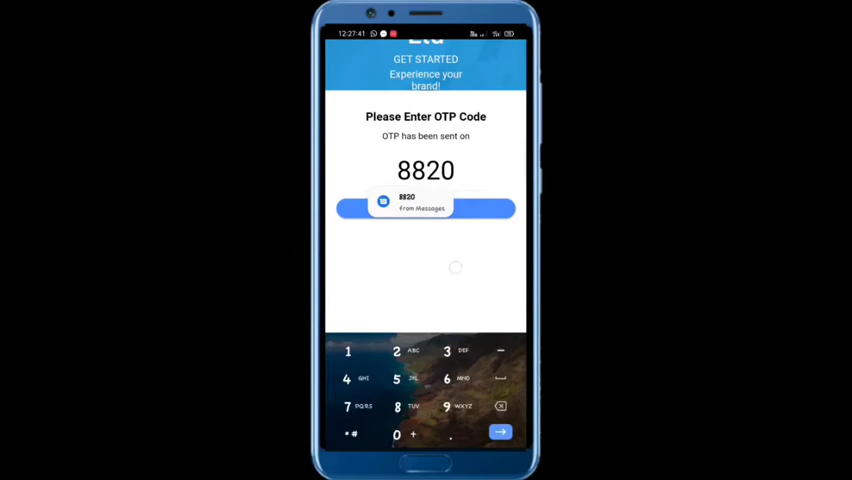 12:27:41
GET STARTED
Experience your
brand!
Please Enter OTP Code
OTP has been sent on
8820
8820
from Messages
1 2 ABC 3 DEF
4 GHI 5 JKL 6 MNO
7 PQRS 8 TUV 9 WXYZ
*# 0 + .